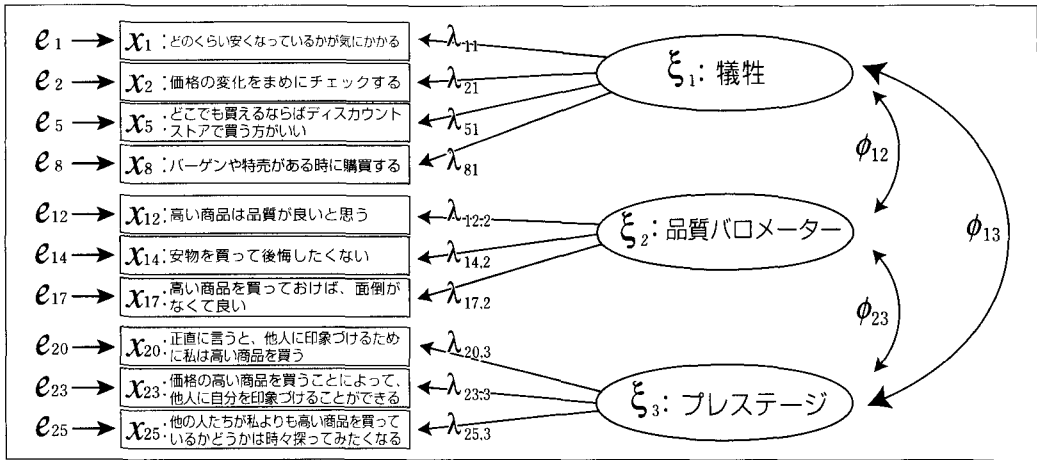 e1 x1：どのくらい安くなっているかが気にかかる λ11
ξ1：犠牲
e2 x2：価格の変化をまめにチェックする λ21
e5 x5：どこでも買えるならばディスカウント
ストアで買う方がいい λ51
ϕ12
e8 x8：バーゲンや特売がある時に購買する λ81
e12 x12：高い商品は品質が良いと思う λ12.2
ξ2：品質バロメーター
ϕ13
e14 x14：安物を買って後悔したくない λ14.2
e17 x17：高い商品を買っておけば、面倒が
なくて良い λ17.2
ϕ23
e20 x20：正直に言うと、他人に印象づけるため
に私は高い商品を買う λ20.3
e23 x23：価格の高い商品を買うことによって、
他人に自分を印象づけることができる λ23.3
ξ3：プレステージ
e25 x25：他の人たちが私よりも高い商品を買って
いるかどうかは時々探ってみたくなる λ25.3